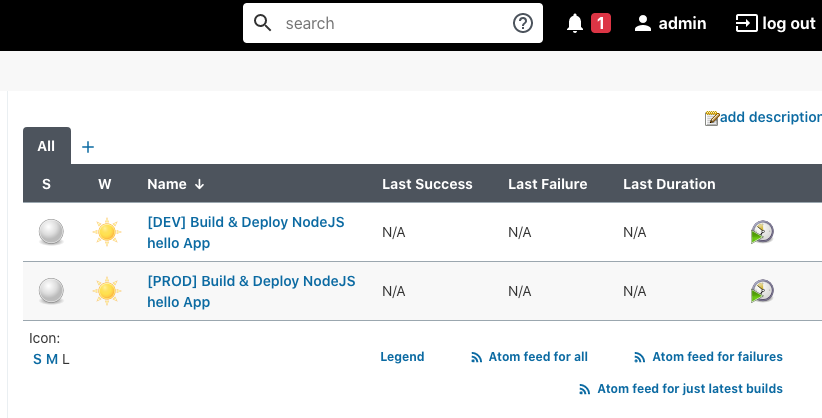 search
1
admin
log out
add description
All
+
S W Name ↓ Last Success Last Failure Last Duration
[DEV] Build & Deploy NodeJS
hello App
N/A N/A N/A
[PROD] Build & Deploy NodeJS
hello App
N/A N/A N/A
Icon:
S M L
Legend
Atom feed for all
Atom feed for failures
Atom feed for just latest builds